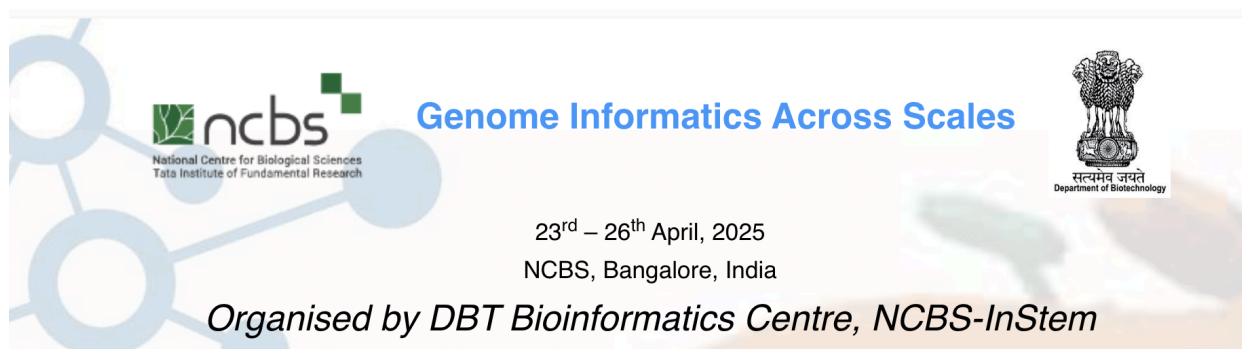 ncbs
National Centre for Biological Sciences
Tata Institute of Fundamental Research
Genome Informatics Across Scales
सत्यमेव जयते
Department of Biotechnology
23rd – 26th April, 2025
NCBS, Bangalore, India
Organised by DBT Bioinformatics Centre, NCBS-InStem